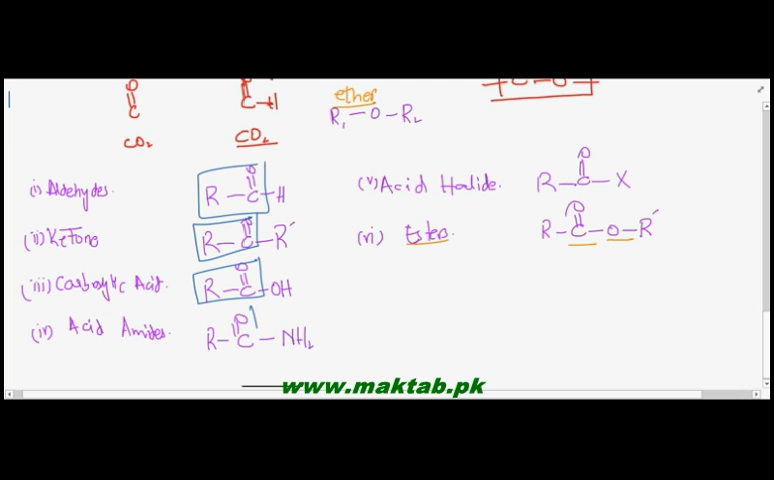 ether
R₁—O—R₂
CO₂
CO₂
(i) Aldehydes.
R—C—H
(ii) Ketone
R—C—R′
(iii) Carboxylic Acid.
R—C—OH
(iv) Acid Amides.
R—C—NH₂
(v) Acid Halide.
R—C—X
(vi) Ester.
R—C—O—R′
www.maktab.pk